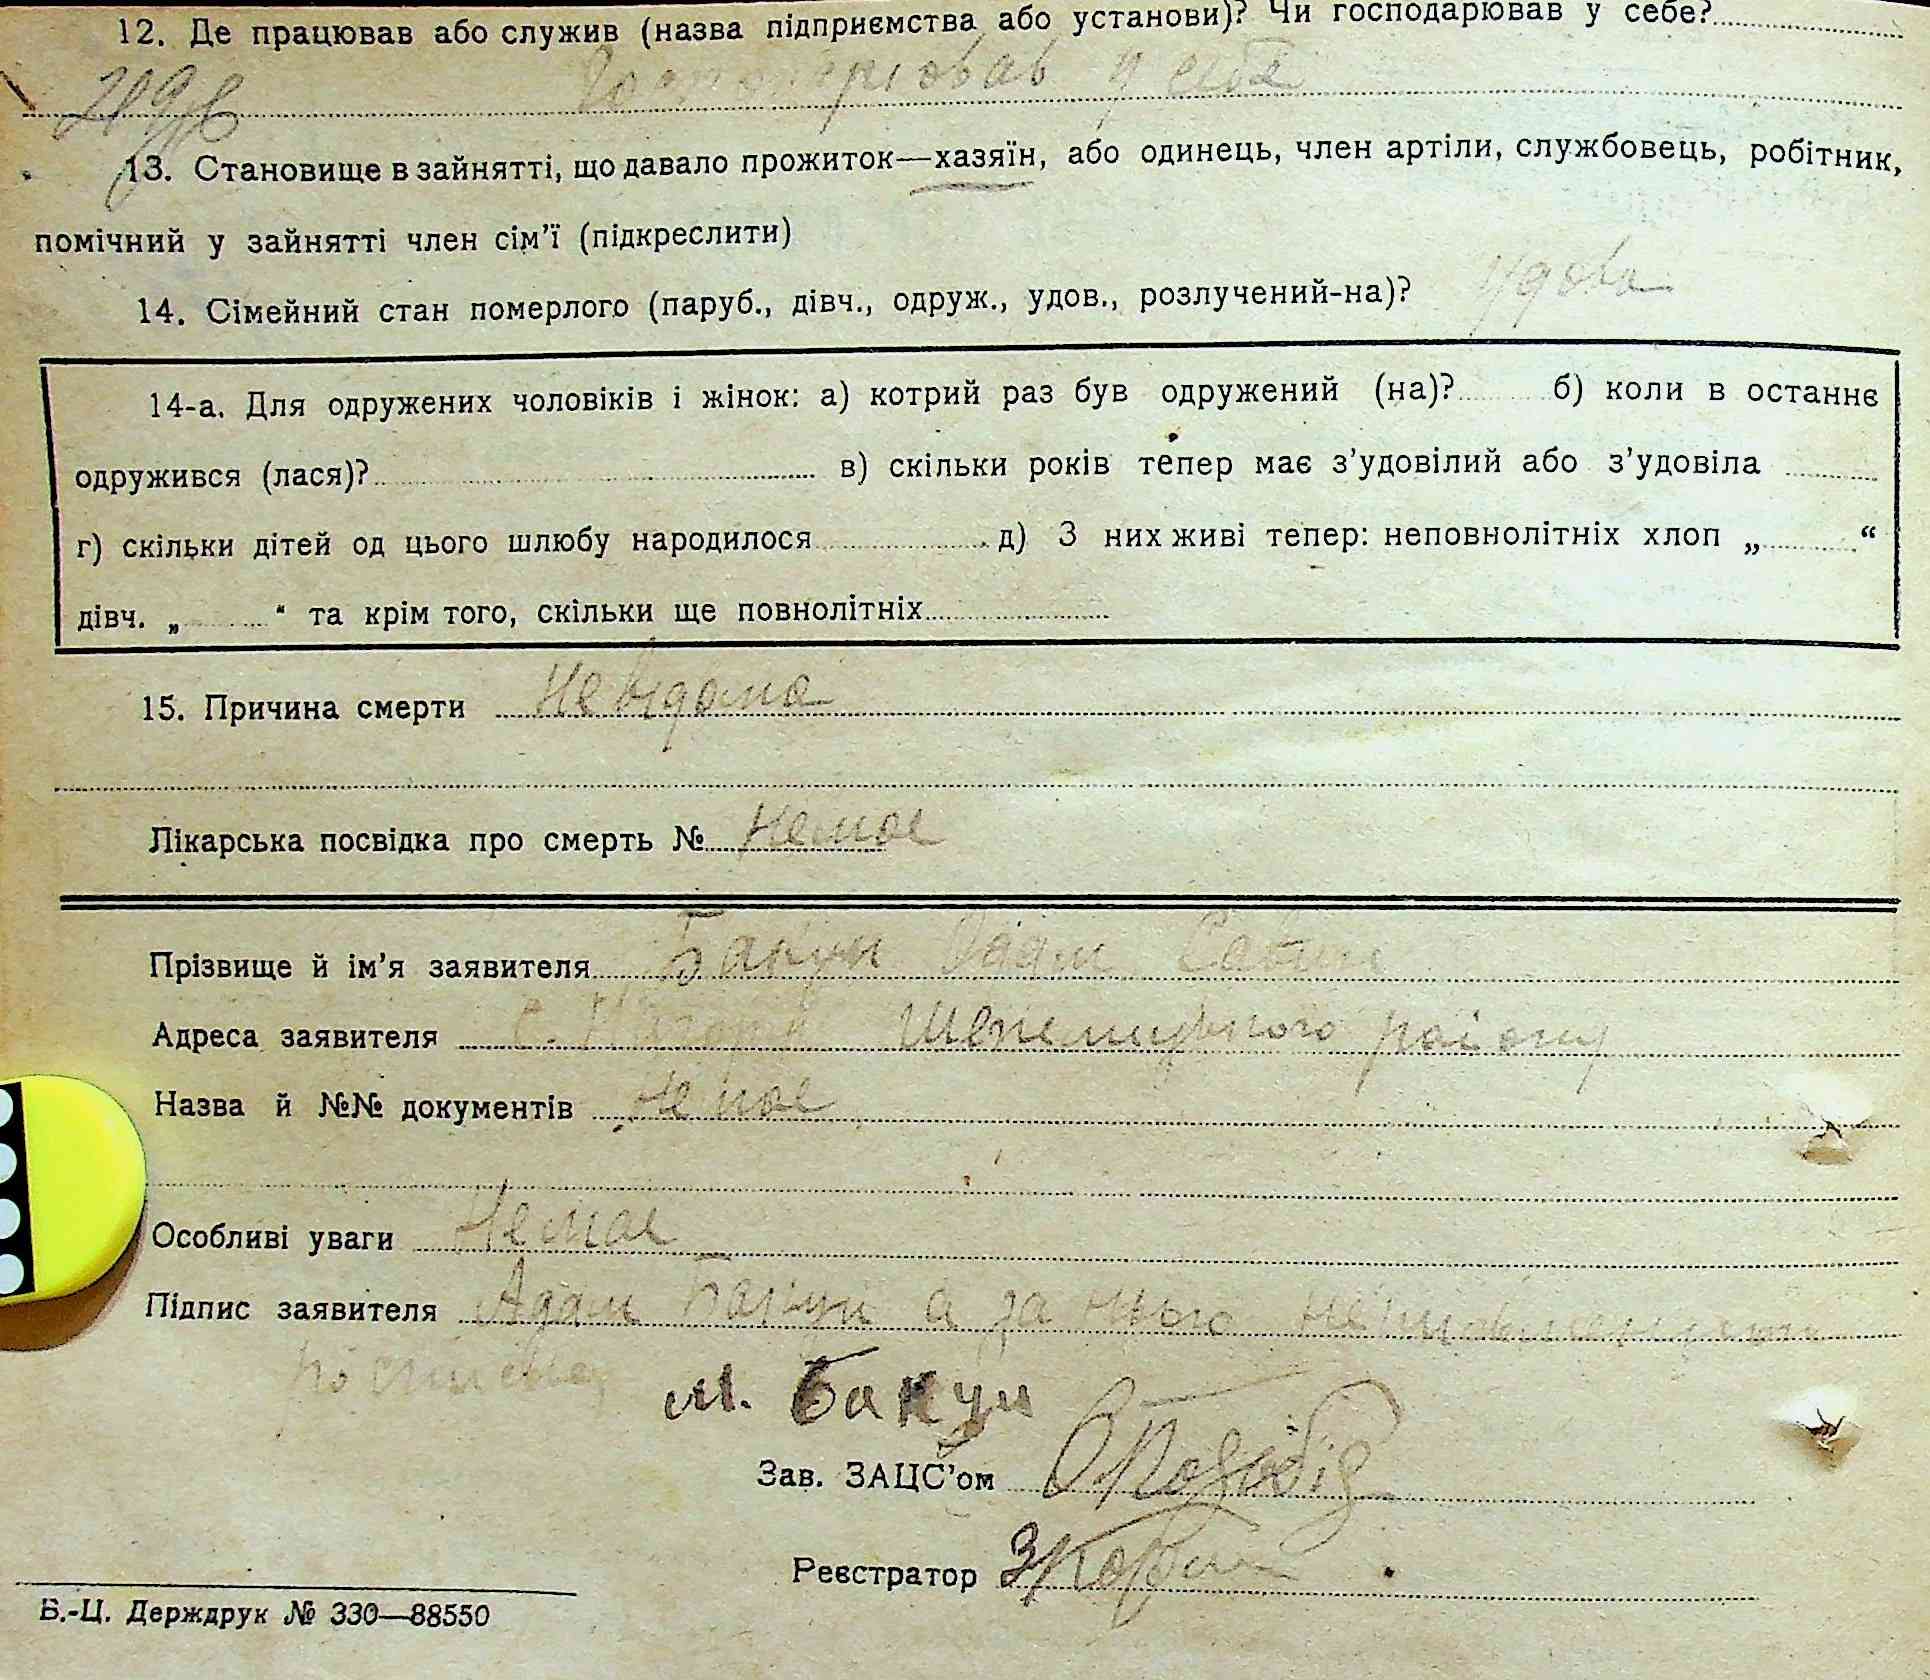 12. Де працював або служив (назва підприємства або установи)? Чи господарював у себе?
Господарював у себе
13. Становище в зайнятті, що давало прожиток—хазяїн, або одинець, член артіли, службовець, робітник,
помічний у зайнятті член сім’ї (підкреслити)
14. Сімейний стан померлого (паруб., дівч., одруж., удов., розлучений-на)? Удова
14-а. Для одружених чоловіків і жінок: а) котрий раз був одружений (на)? б) коли в останнє
одружився (лася)? в) скільки років тепер має з’удовілий або з’удовіла
г) скільки дітей од цього шлюбу народилося д) З них живі тепер: неповнолітніх хлоп „ “
дівч. „ “ та крім того, скільки ще повнолітніх
15. Причина смерти Невідома
Лікарська посвідка про смерть № Немає
Прізвище й ім’я заявителя Бакун Адам
Адреса заявителя с. району
Назва й №№ документів Немає
Особливі уваги Немає
Підпис заявителя Адам Бакун а за нього
М. Бакун
Зав. ЗАЦС’ом
Реєстратор
Б.-Ц. Держдрук № 330—88550